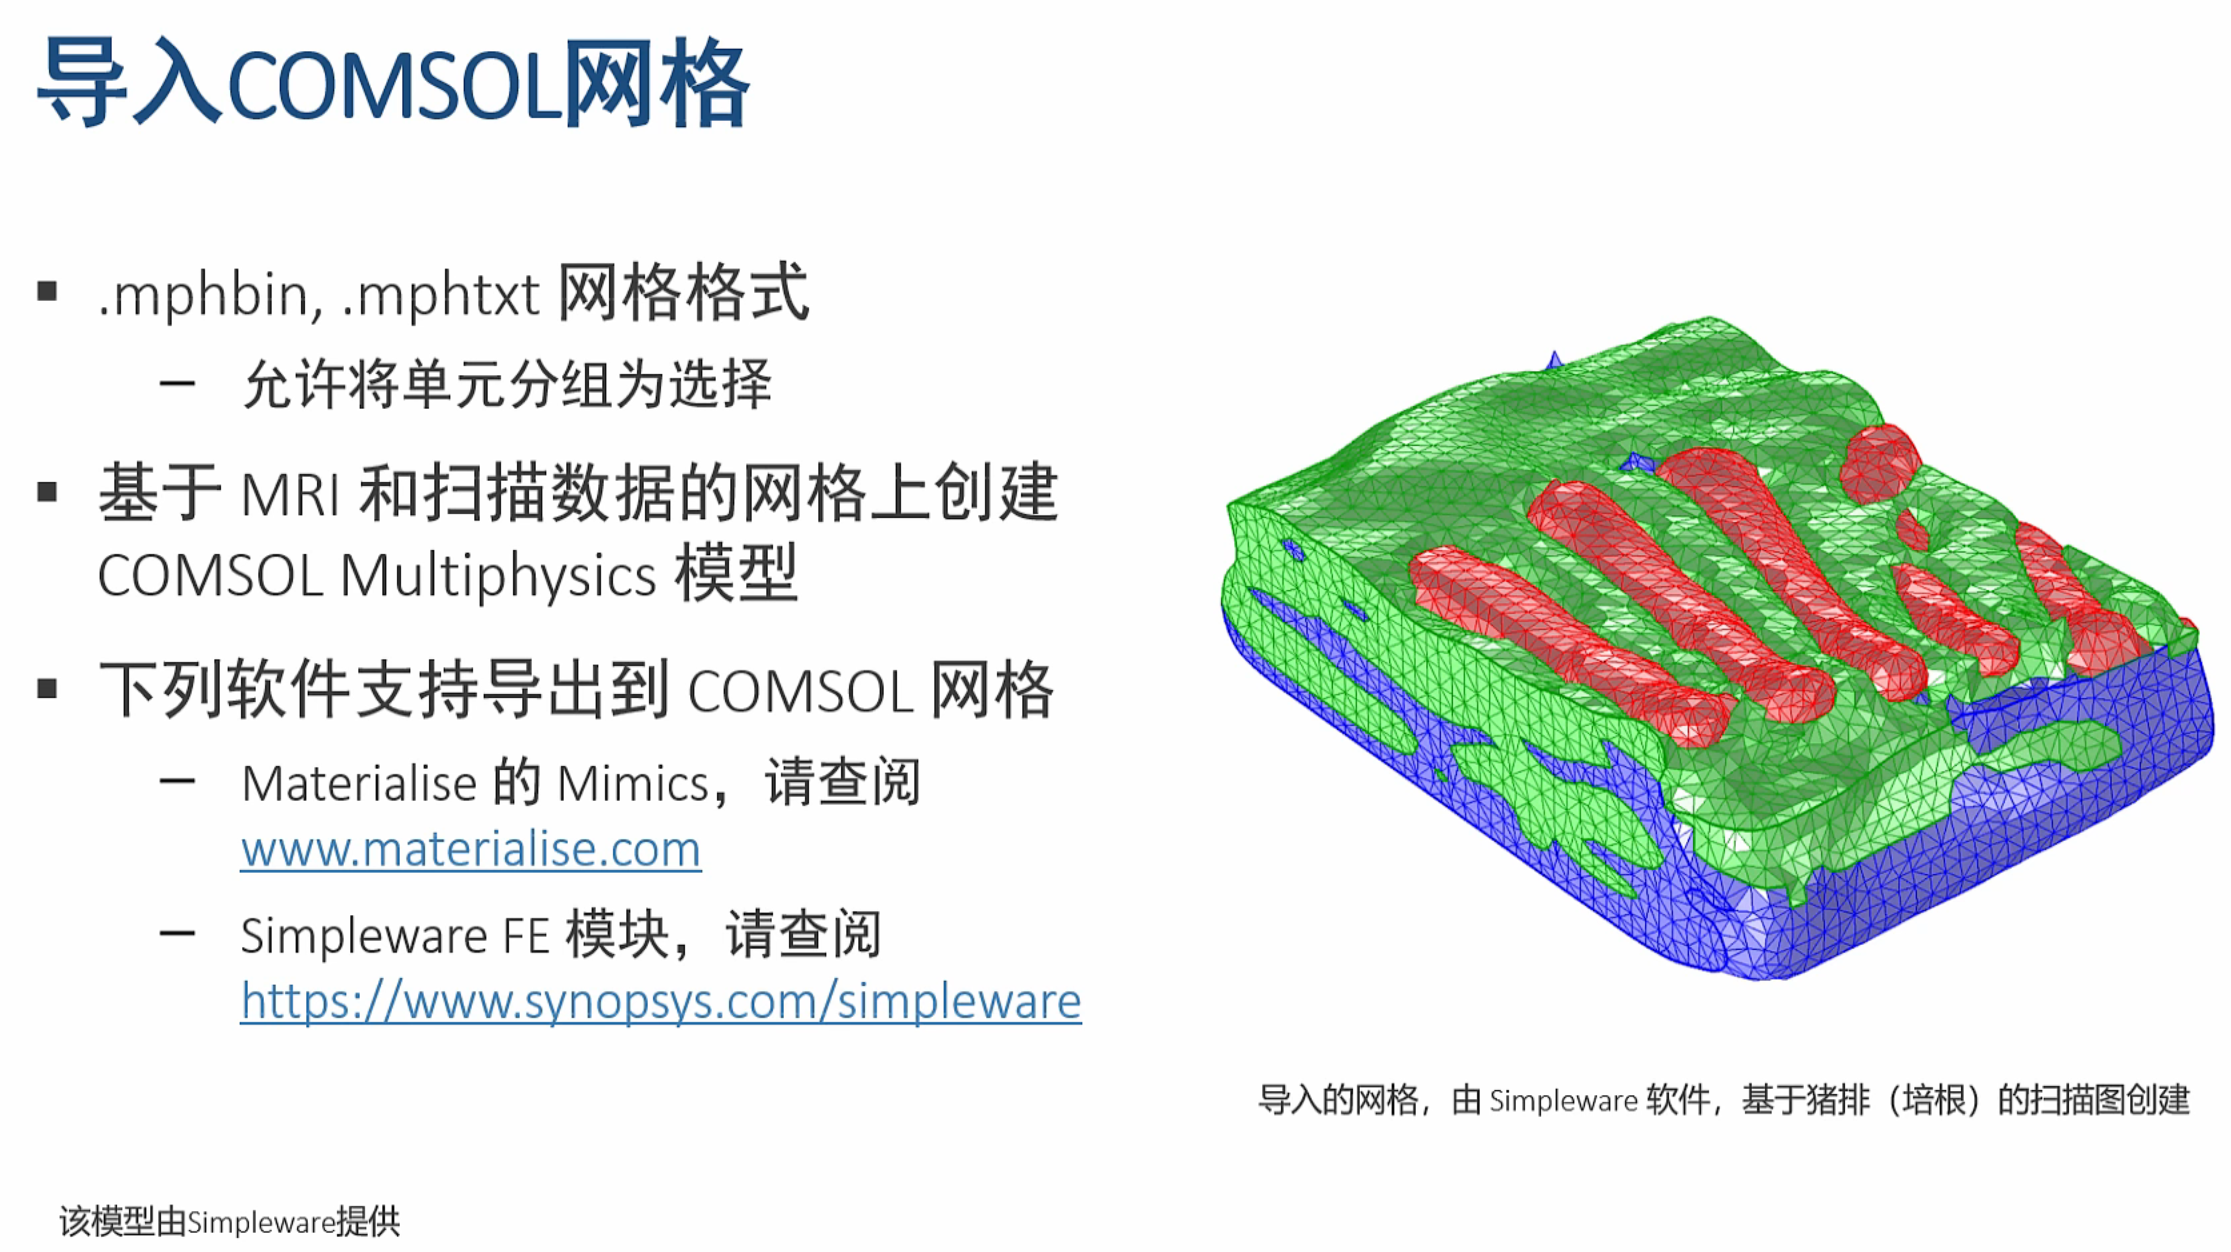 导入COMSOL网格
▪ .mphbin, .mphtxt 网格格式
– 允许将单元分组为选择
▪ 基于 MRI 和扫描数据的网格上创建
COMSOL Multiphysics 模型
▪ 下列软件支持导出到 COMSOL 网格
– Materialise 的 Mimics，请查阅
www.materialise.com
– Simpleware FE 模块，请查阅
https://www.synopsys.com/simpleware
导入的网格，由 Simpleware 软件，基于猪排（培根）的扫描图创建
该模型由Simpleware提供